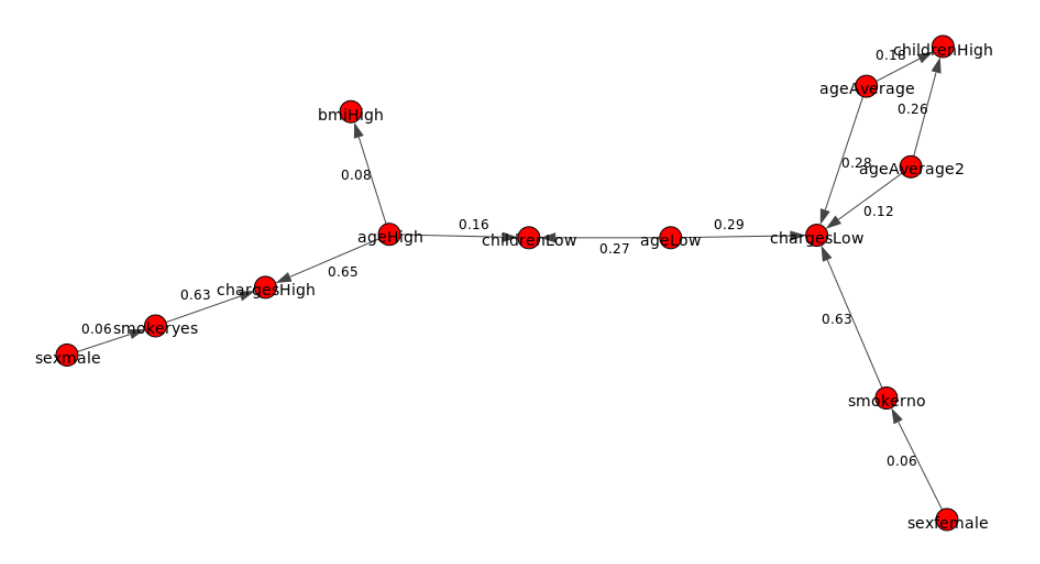 childrenHigh
0.18
ageAverage
0.26
bmiHigh
0.28
ageAverage2
0.08
0.12
0.16
0.29
ageHigh
childrenLow
ageLow
chargesLow
0.27
0.65
chargesHigh
0.63
0.63
0.06
smokeryes
sexmale
smokerno
0.06
sexfemale